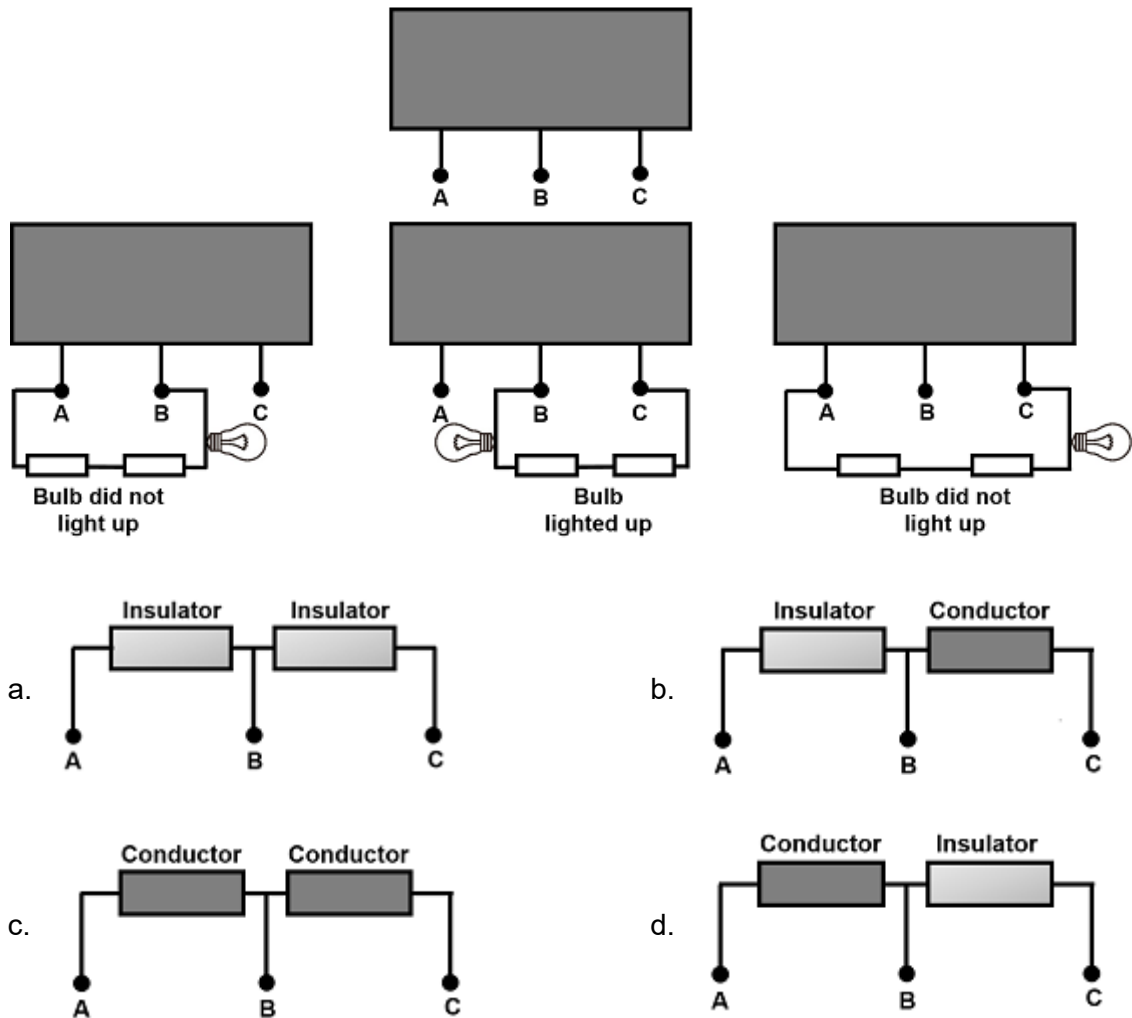 A B C
A B C
A B C
A B C
Bulb did not
light up
Bulb
lighted up
Bulb did not
light up
a.
Insulator Insulator
A B C
b.
Insulator Conductor
A B C
c.
Conductor Conductor
A B C
d.
Conductor Insulator
A B C